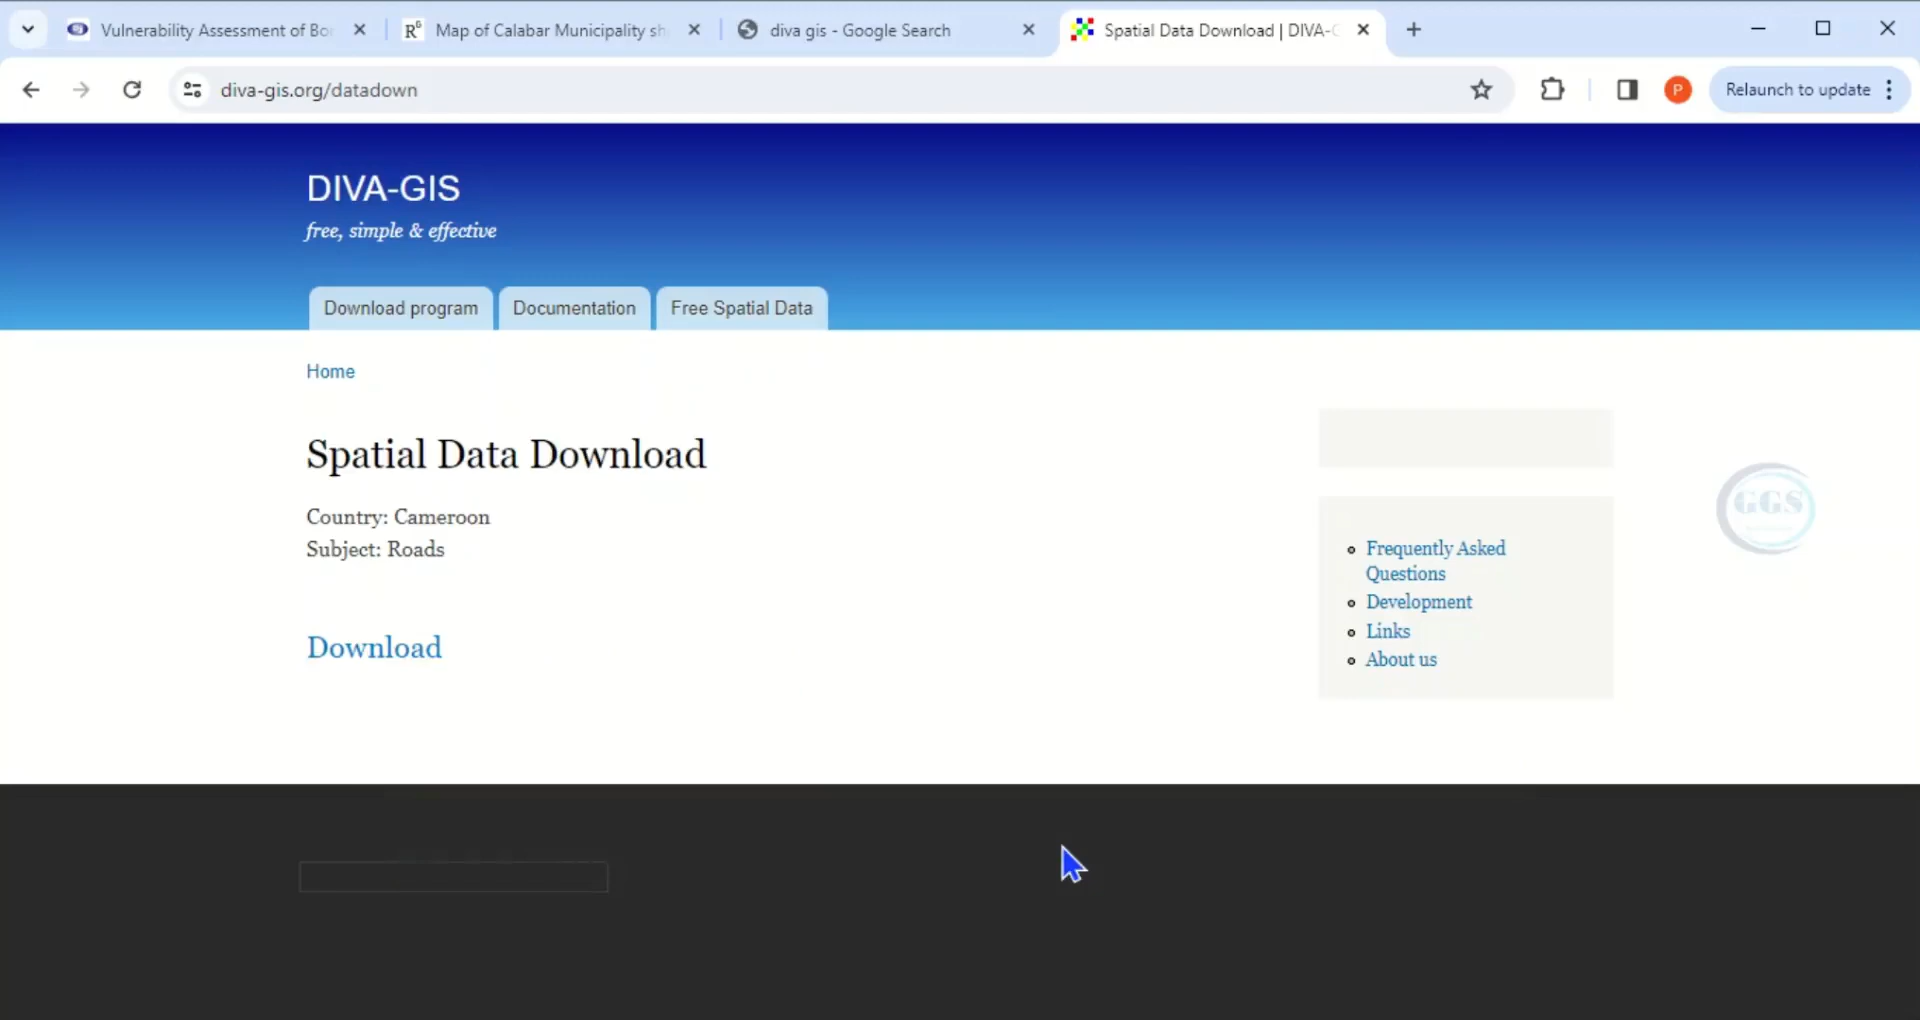 Vulnerability Assessment of Bo
Map of Calabar Municipality sh
diva gis - Google Search
Spatial Data Download | DIVA-G
diva-gis.org/datadown
P
Relaunch to update
DIVA-GIS
free, simple & effective
Download program
Documentation
Free Spatial Data
Home
Spatial Data Download
Country: Cameroon
Subject: Roads
Download
Frequently Asked
Questions
Development
Links
About us
GGS